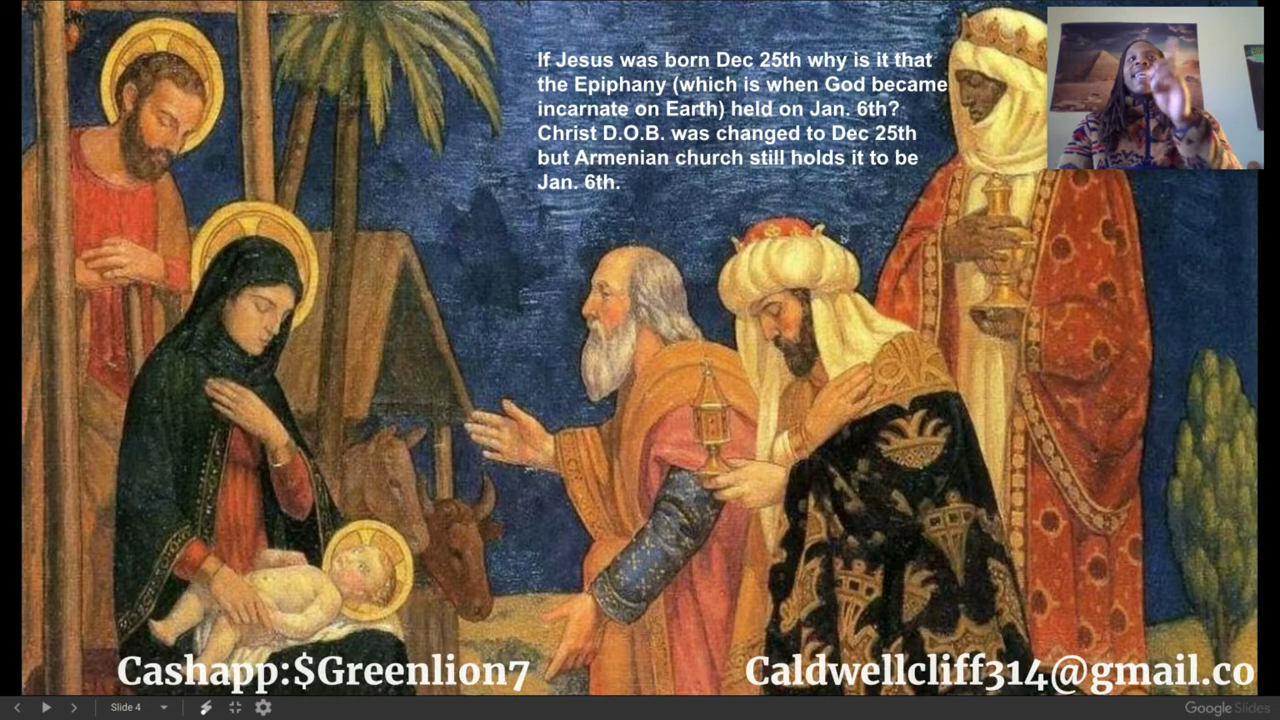 If Jesus was born Dec 25th why is it that
the Epiphany (which is when God became
incarnate on Earth) held on Jan. 6th?
Christ D.O.B. was changed to Dec 25th
but Armenian church still holds it to be
Jan. 6th.
Cashapp:$Greenlion7
Caldwellcliff314@gmail.co
Slide 4
Google Slides